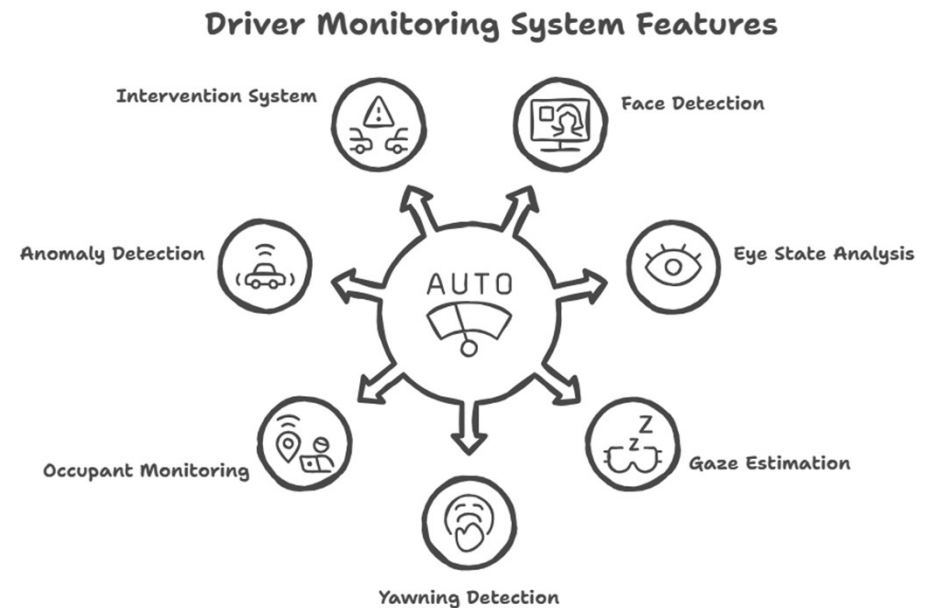 Driver Monitoring System Features
Intervention System
Face Detection
Anomaly Detection
Eye State Analysis
AUTO
Occupant Monitoring
Z
z
Gaze Estimation
Yawning Detection